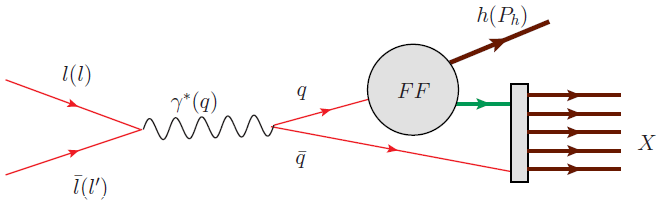 h(P_h)
l(l)
γ*(q)
q
FF
X
q̄
l̄(l′)